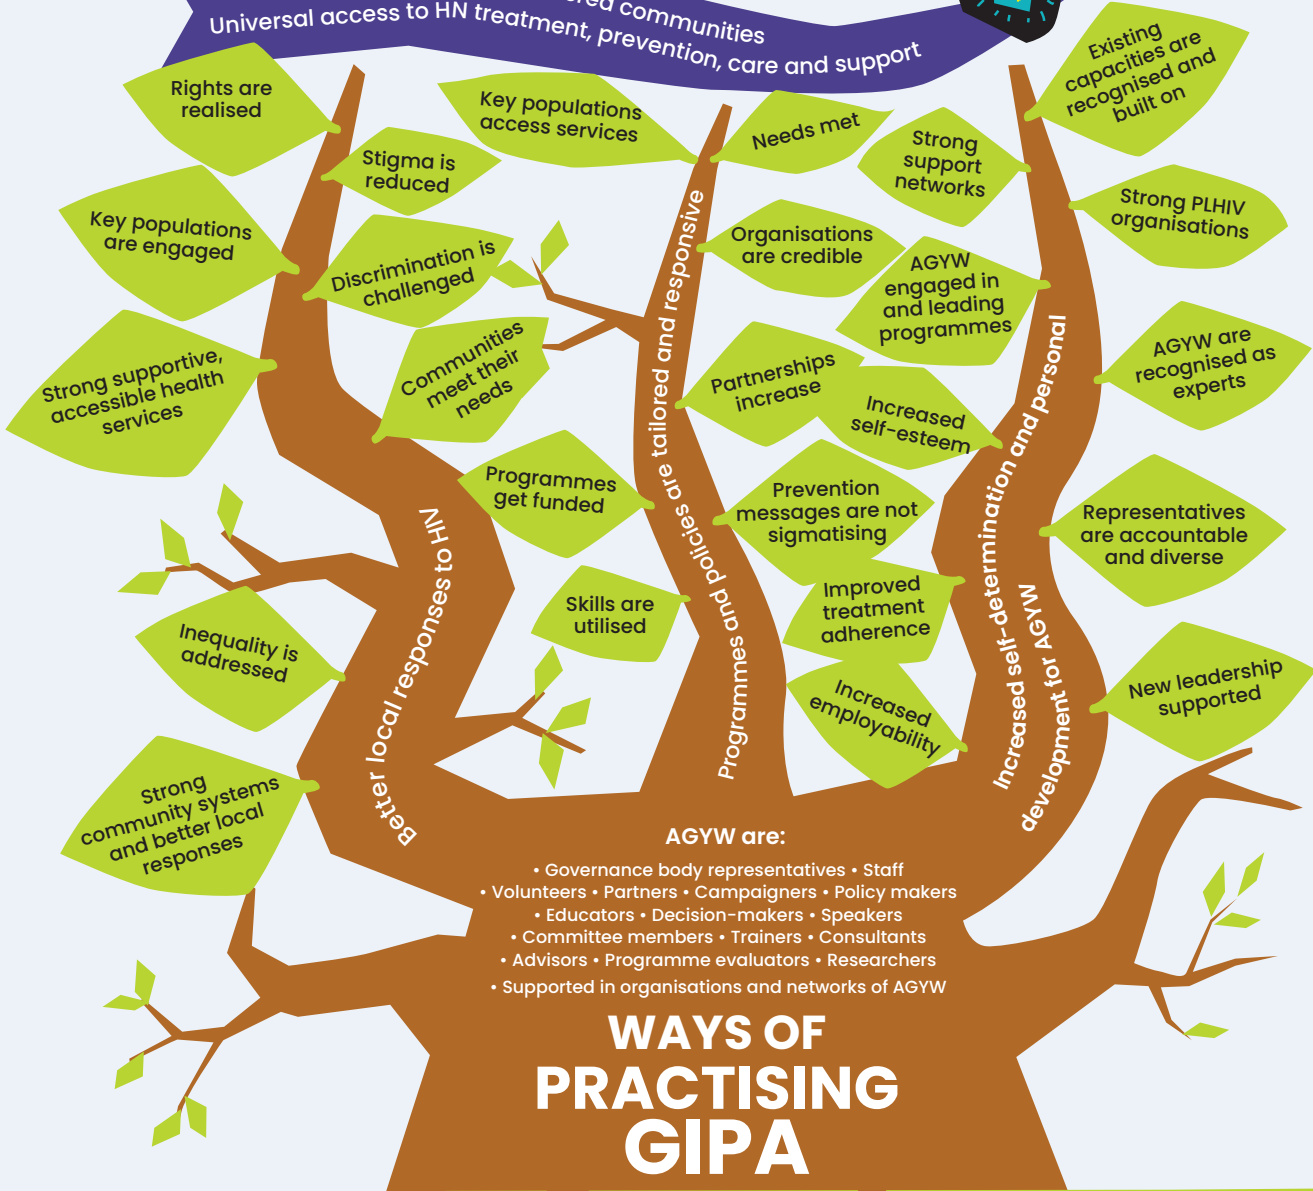 ered communities
Universal access to HN treatment, prevention, care and support
Rights are
realised
Stigma is
reduced
Key populations
are engaged
Discrimination is
challenged
Strong supportive,
accessible health
services
Communities
meet their
needs
Inequality is
addressed
Strong
community systems
and better local
responses
Better local responses to HIV
Key populations
access services
Needs met
Organisations
are credible
Partnerships
increase
Programmes
get funded
Prevention
messages are not
sigmatising
Skills are
utilised
Programmes and policies are tailored and responsive
Existing
capacities are
recognised and
built on
Strong
support
networks
Strong PLHIV
organisations
AGYW
engaged in
and leading
programmes
AGYW are
recognised as
experts
Increased
self-esteem
Representatives
are accountable
and diverse
Improved
treatment
adherence
New leadership
supported
Increased
employability
Increased self-determination and personal
development for AGYW
AGYW are:
• Governance body representatives • Staff
• Volunteers • Partners • Campaigners • Policy makers
• Educators • Decision-makers • Speakers
• Committee members • Trainers • Consultants
• Advisors • Programme evaluators • Researchers
• Supported in organisations and networks of AGYW
WAYS OF
PRACTISING
GIPA